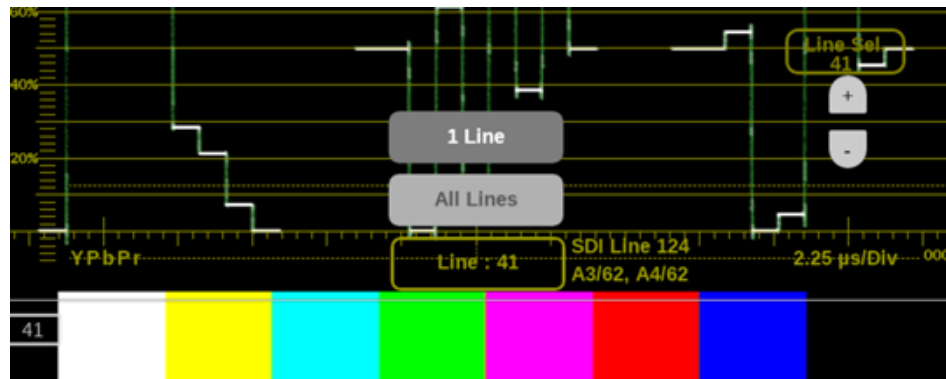 60%
Line Sel
41
40%
+
1 Line
-
20%
All Lines
SDI Line 124
YPbPr
Line : 41
2.25 µs/Div
000
A3/62, A4/62
41